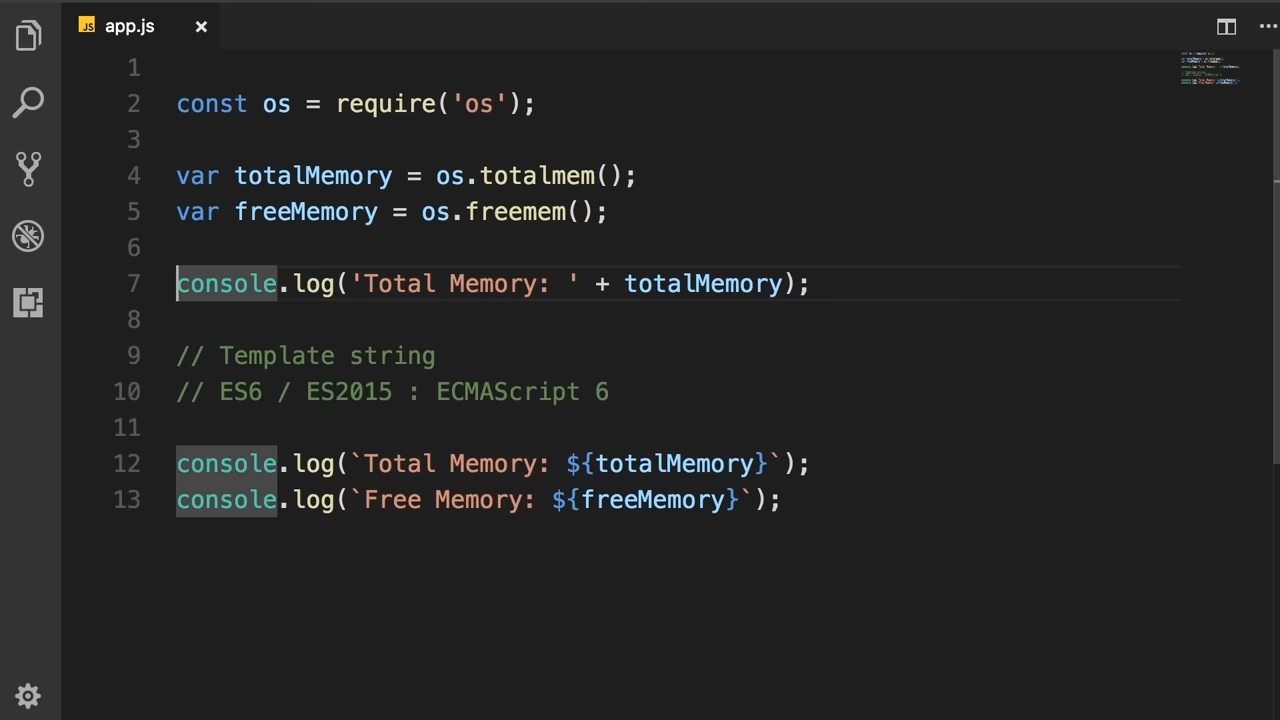 JS app.js
1
2 const os = require('os');
3
4 var totalMemory = os.totalmem();
5 var freeMemory = os.freemem();
6
7 console.log('Total Memory: ' + totalMemory);
8
9 // Template string
10 // ES6 / ES2015 : ECMAScript 6
11
12 console.log(`Total Memory: ${totalMemory}`);
13 console.log(`Free Memory: ${freeMemory}`);